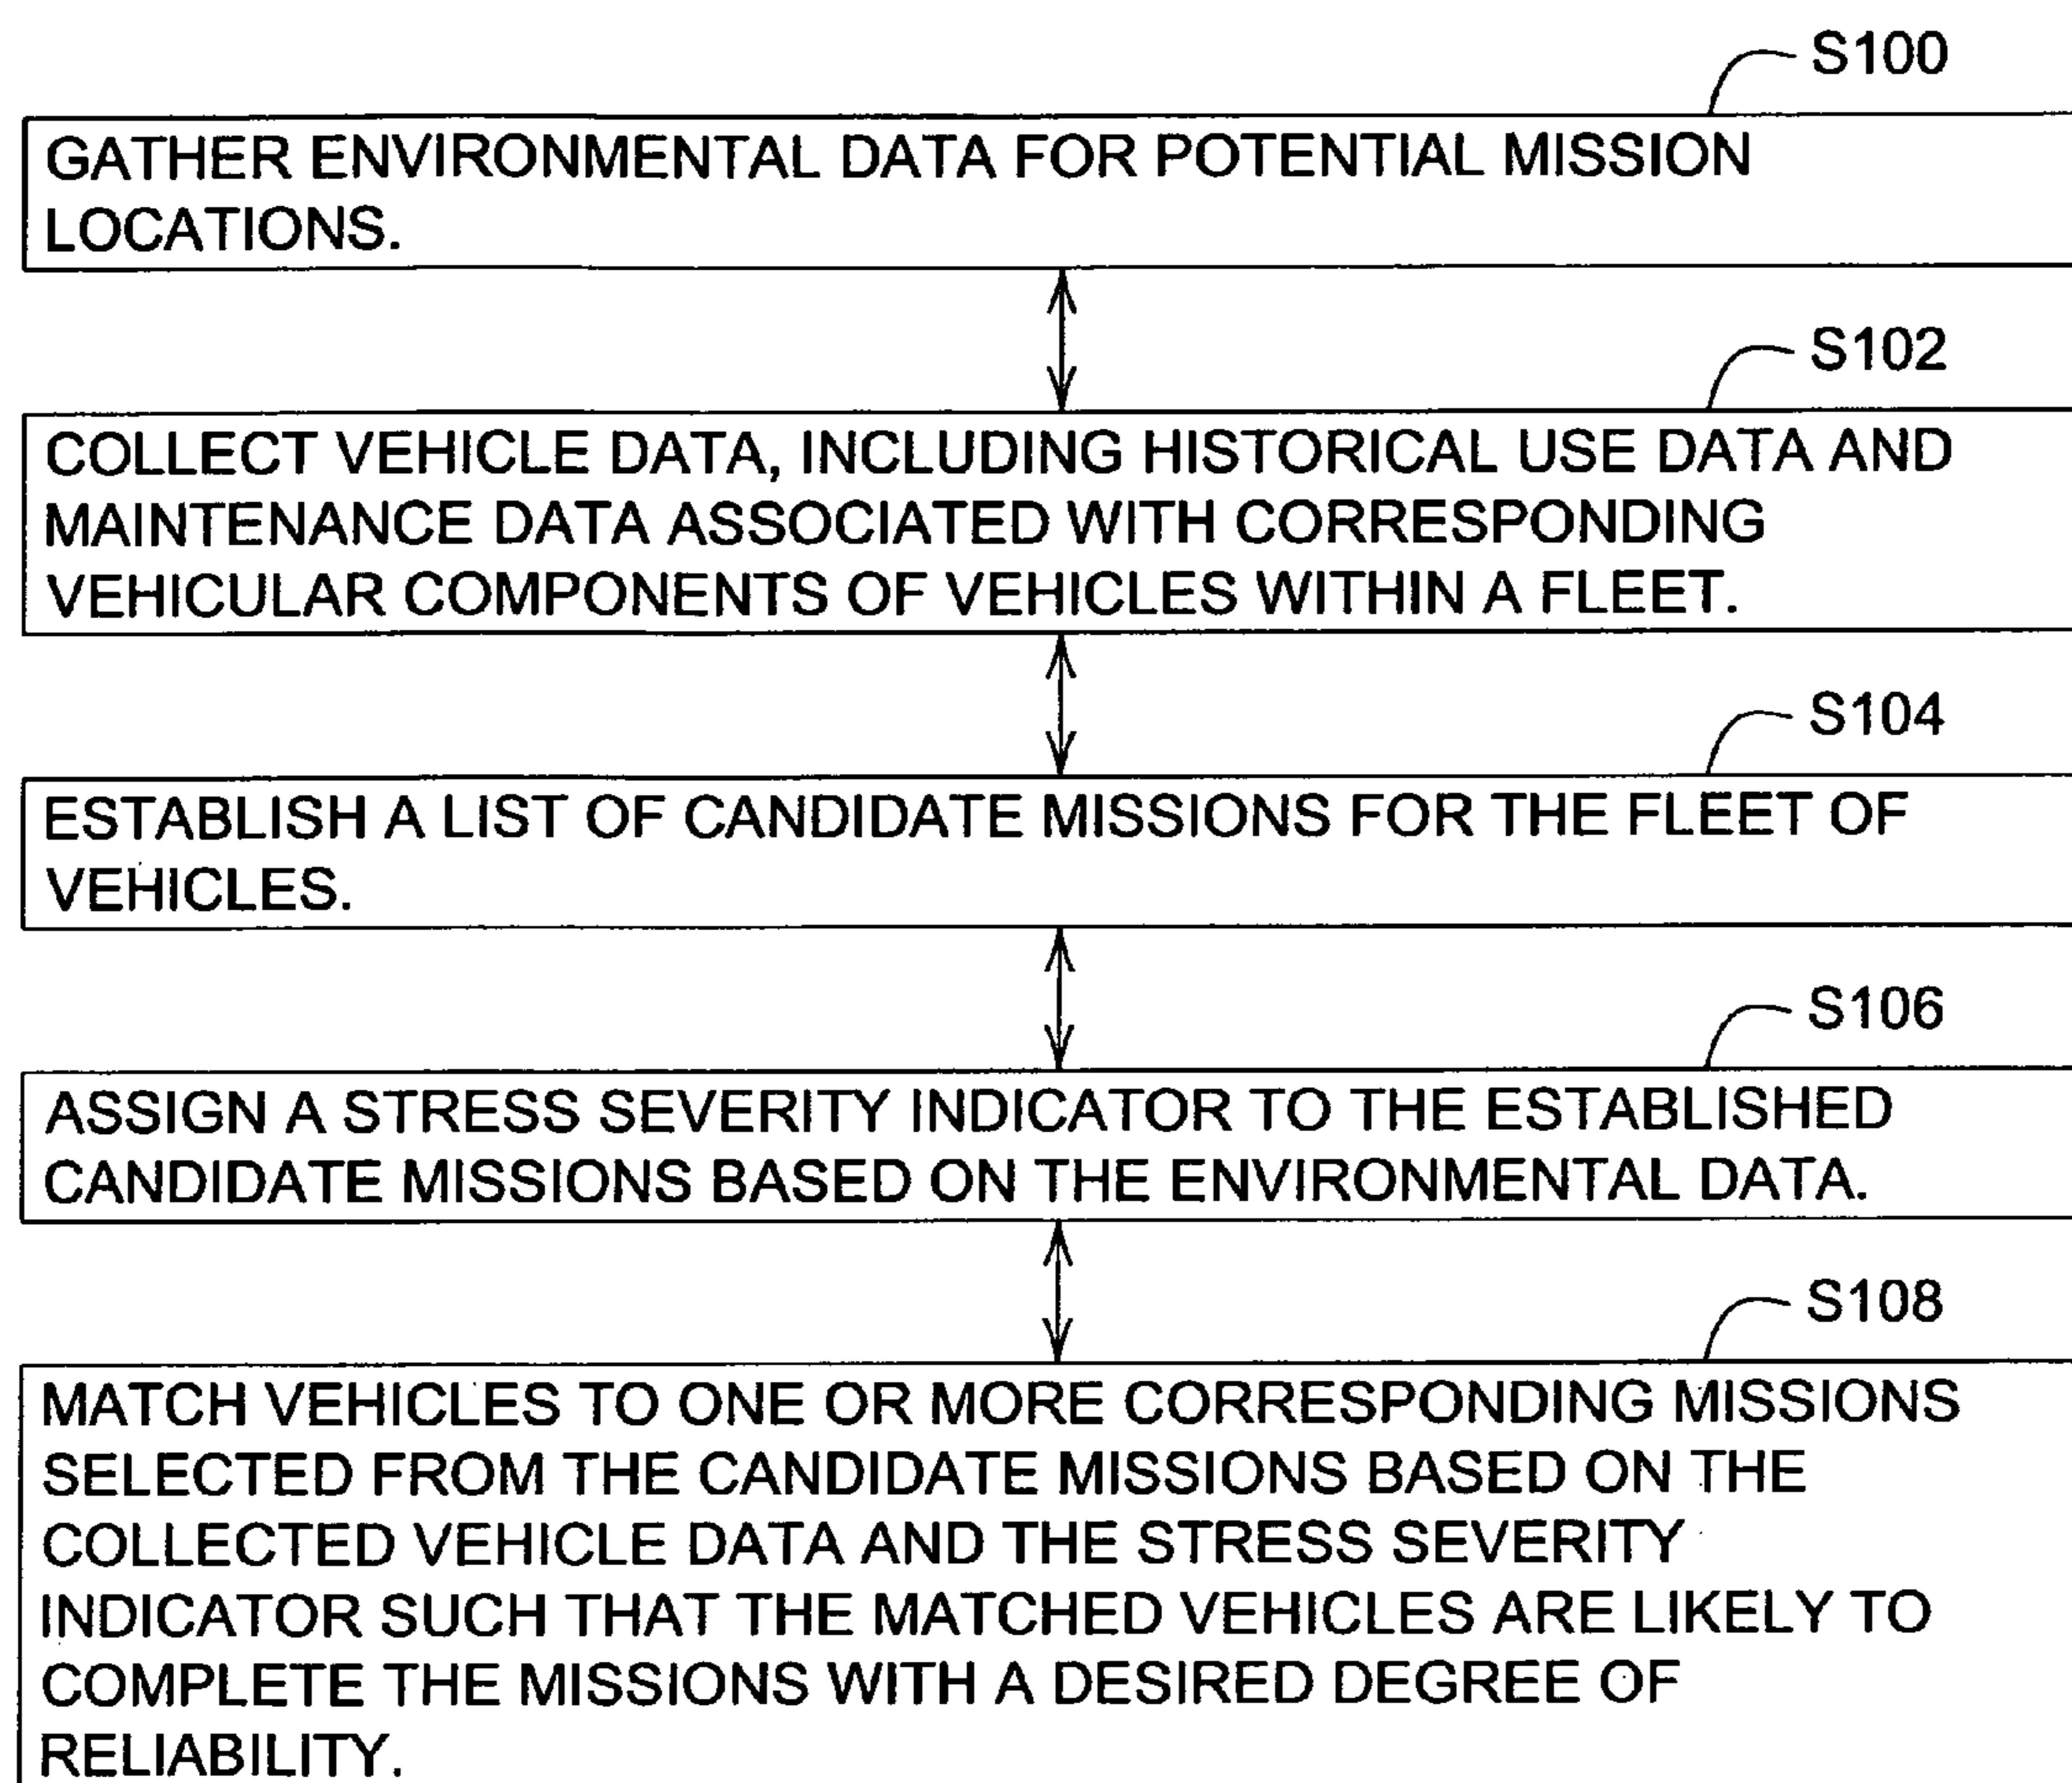 S100
GATHER ENVIRONMENTAL DATA FOR POTENTIAL MISSION
LOCATIONS.
S102
COLLECT VEHICLE DATA, INCLUDING HISTORICAL USE DATA AND
MAINTENANCE DATA ASSOCIATED WITH CORRESPONDING
VEHICULAR COMPONENTS OF VEHICLES WITHIN A FLEET.
S104
ESTABLISH A LIST OF CANDIDATE MISSIONS FOR THE FLEET OF
VEHICLES.
S106
ASSIGN A STRESS SEVERITY INDICATOR TO THE ESTABLISHED
CANDIDATE MISSIONS BASED ON THE ENVIRONMENTAL DATA.
S108
MATCH VEHICLES TO ONE OR MORE CORRESPONDING MISSIONS
SELECTED FROM THE CANDIDATE MISSIONS BASED ON THE
COLLECTED VEHICLE DATA AND THE STRESS SEVERITY
INDICATOR SUCH THAT THE MATCHED VEHICLES ARE LIKELY TO
COMPLETE THE MISSIONS WITH A DESIRED DEGREE OF
RELIABILITY.